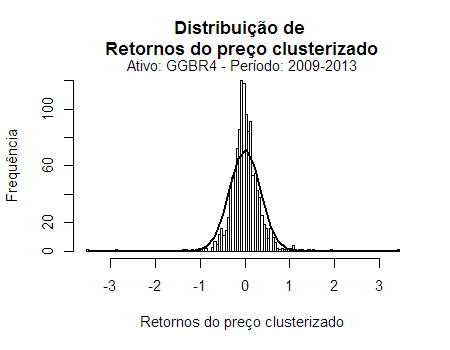 Distribuição de
Retornos do preço clusterizado
Ativo: GGBR4 - Período: 2009-2013
Frequência
100
60
20
0
-3
-2
-1
0
1
2
3
Retornos do preço clusterizado